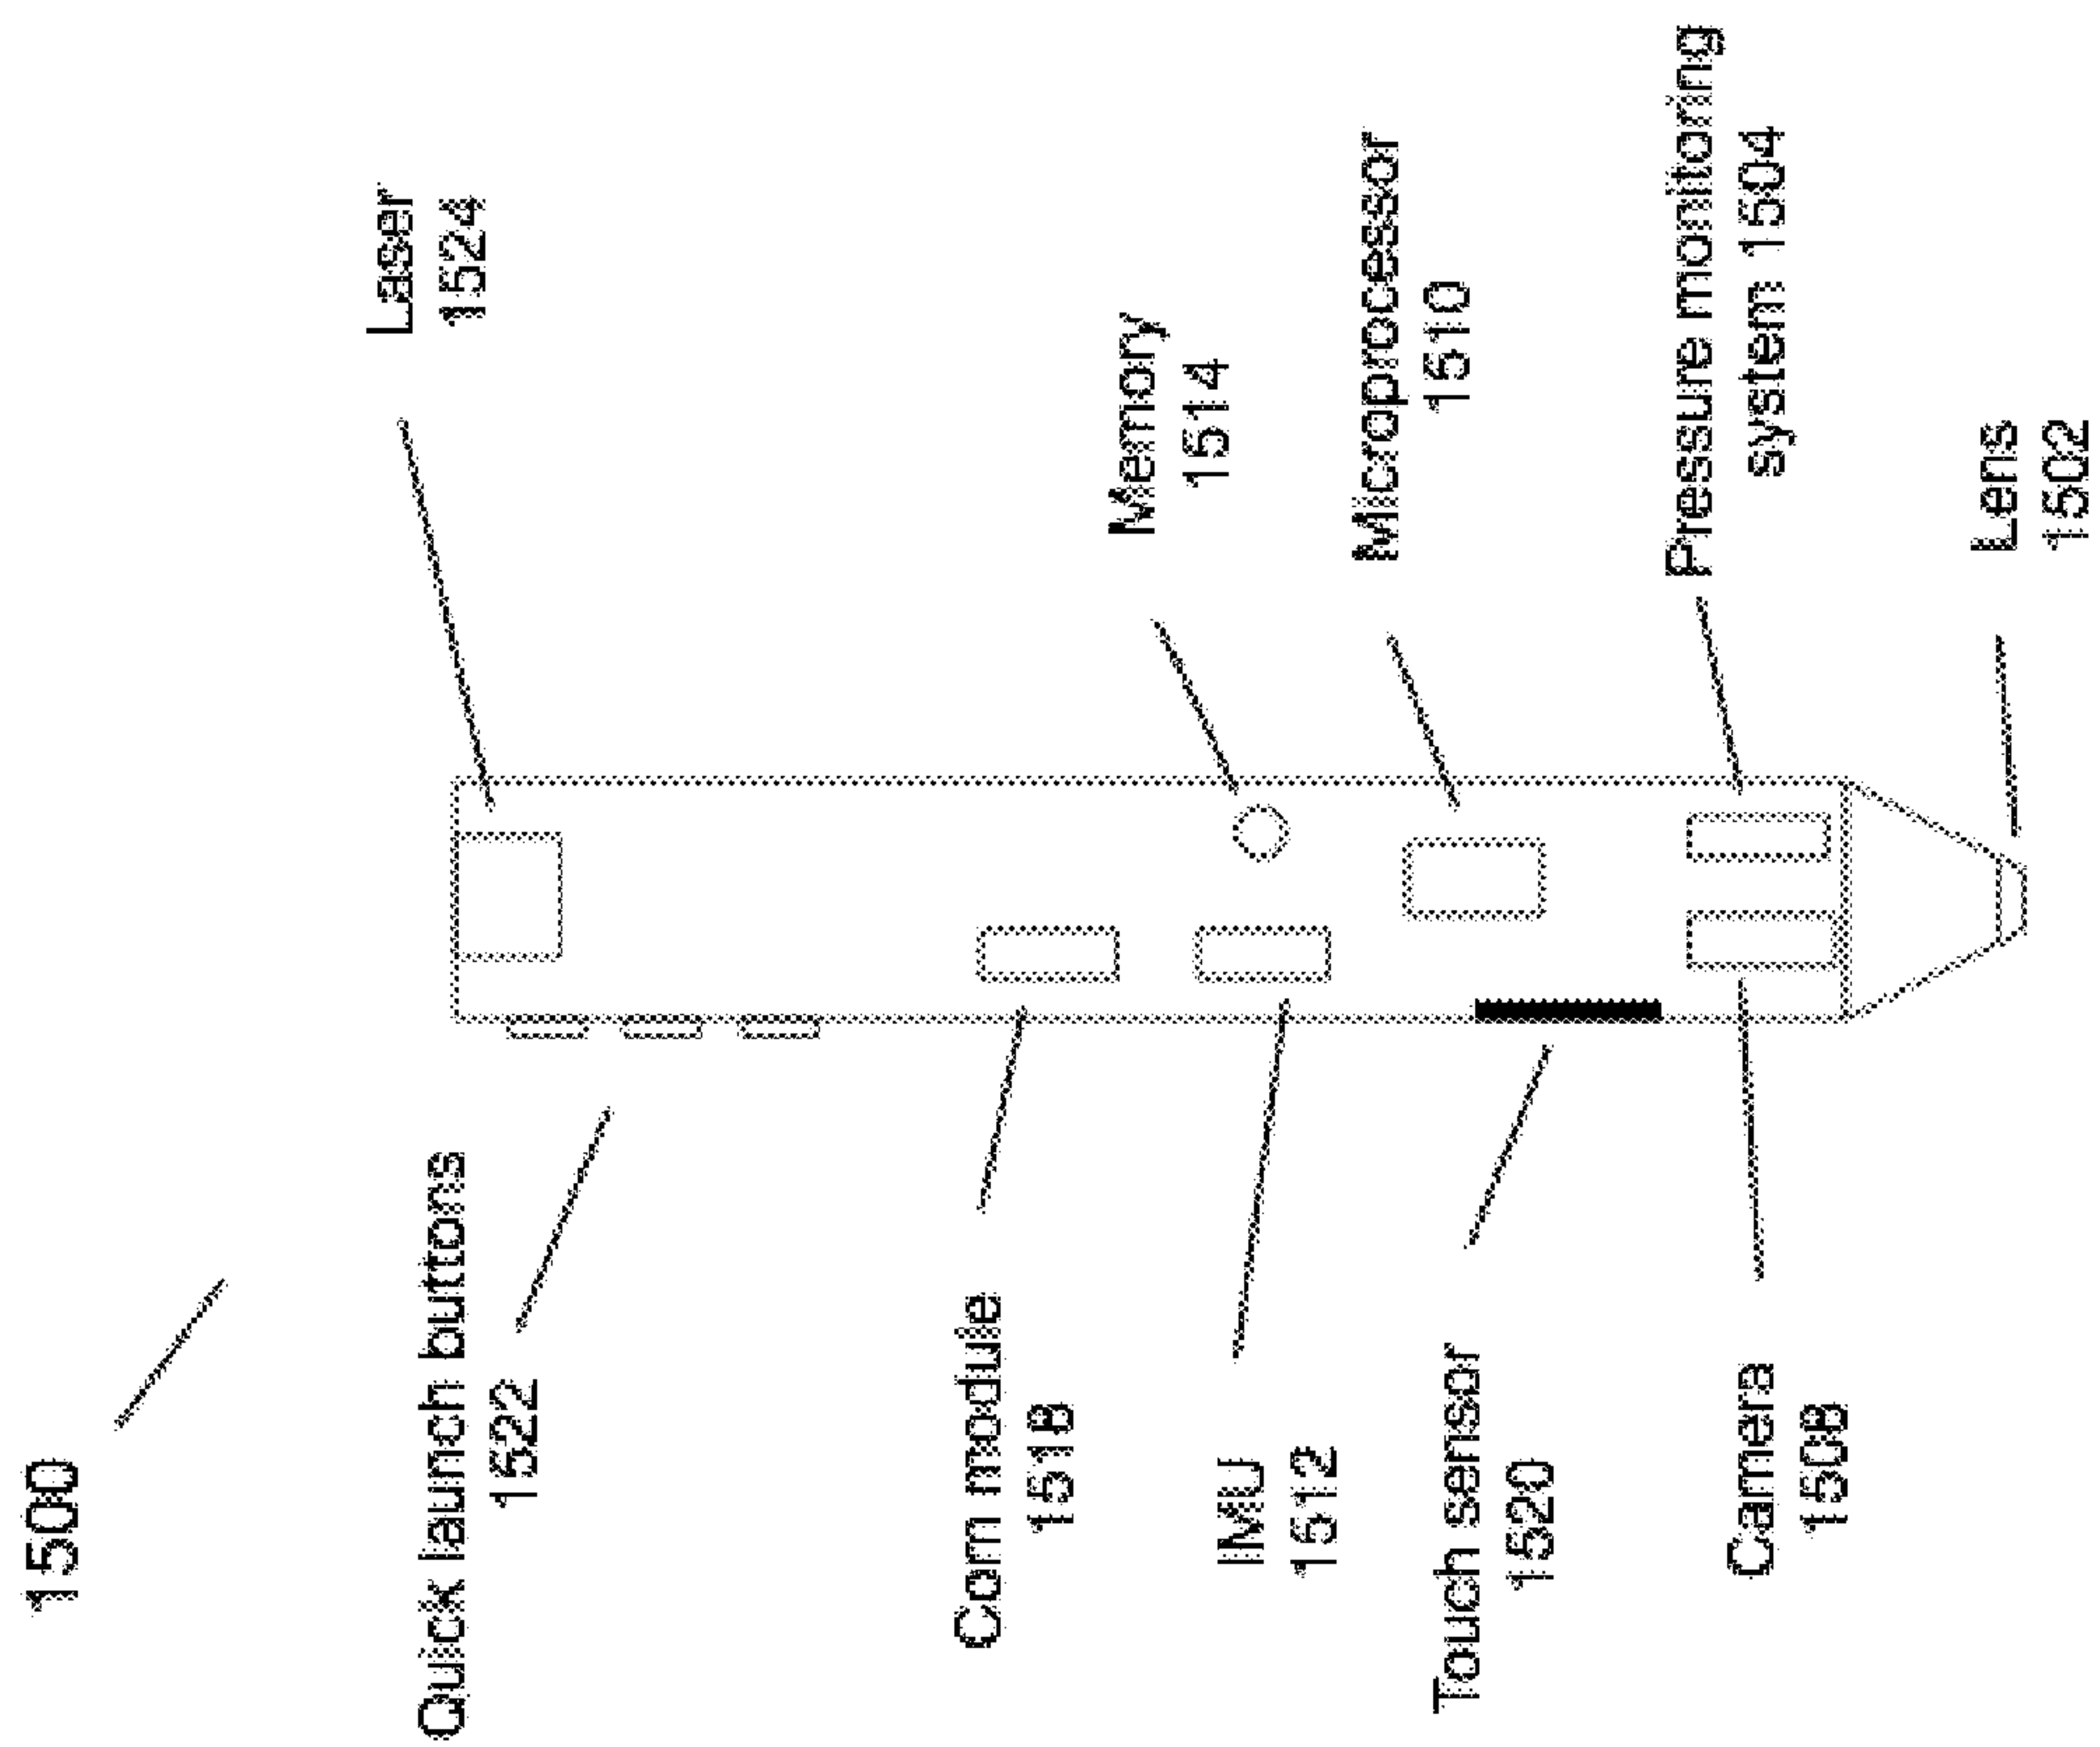 1500
Quick launch buttons
1522
Com module
1518
IMU
1512
Touch sensor
1520
Camera
1508
Laser
1524
Memory
1514
Microprocessor
1510
Pressure monitoring
system 1504
Lens
1502